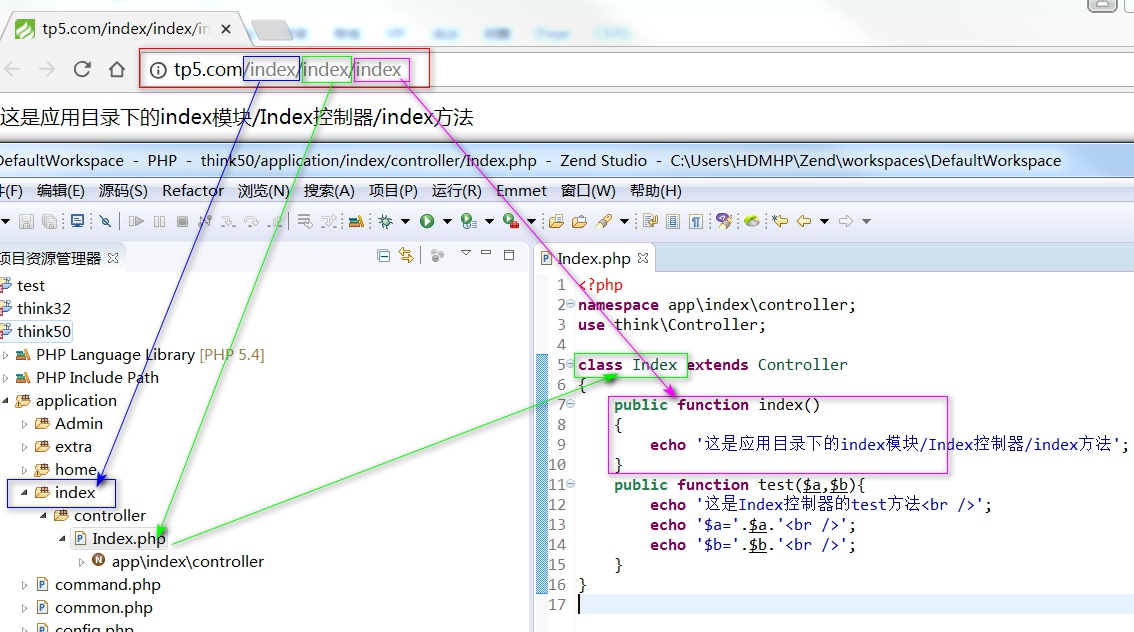 tp5.com/index/index/in
tp5.com/index/index/index
这是应用目录下的index模块/Index控制器/index方法
DefaultWorkspace - PHP - think50/application/index/controller/Index.php - Zend Studio - C:\Users\HDMHP\Zend\workspaces\DefaultWorkspace
(F) 编辑(E) 源码(S) Refactor 浏览(N) 搜索(A) 项目(P) 运行(R) Emmet 窗口(W) 帮助(H)
项目资源管理器
test
think32
think50
PHP Language Library [PHP 5.4]
PHP Include Path
application
Admin
extra
home
index
controller
Index.php
app\index\controller
command.php
common.php
config.php
Index.php
1 <?php
2 namespace app\index\controller;
3 use think\Controller;
4
5 class Index extends Controller
6 {
7 public function index()
8 {
9 echo '这是应用目录下的index模块/Index控制器/index方法';
10 }
11 public function test($a,$b){
12 echo '这是Index控制器的test方法<br />';
13 echo '$a='.$a.'<br />';
14 echo '$b='.$b.'<br />';
15 }
16 }
17